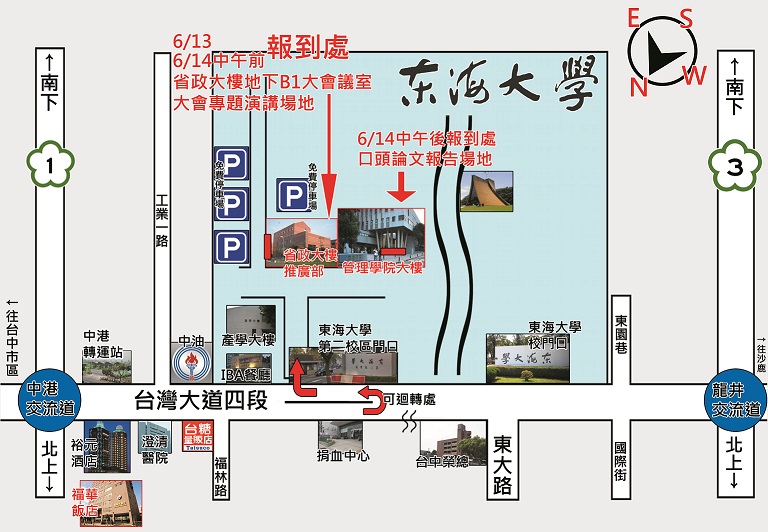 6/13
6/14中午前
報到處
省政大樓地下B1大會議室
大會專題演講場地
东海大學
E
S
N
W
↑南下
↑南下
6/14中午後報到處
口頭論文報告場地
1
3
P
P
P
P
免費停車場
免費停車場
工業一路
省政大樓
推廣部
管理學院大樓
←往台中市區
中港
轉運站
中油
產學大樓
IBA餐廳
東海大學
第二校區門口
東海大學
校門口
學大海東
東園巷
→往沙鹿
中港
交流道
台灣大道四段
可迴轉處
龍井
交流道
北上↓
裕元
酒店
澄清
醫院
台糖
量販店
Taisuco
福林路
捐血中心
台中榮總
東大路
國際街
北上↓
福華
飯店